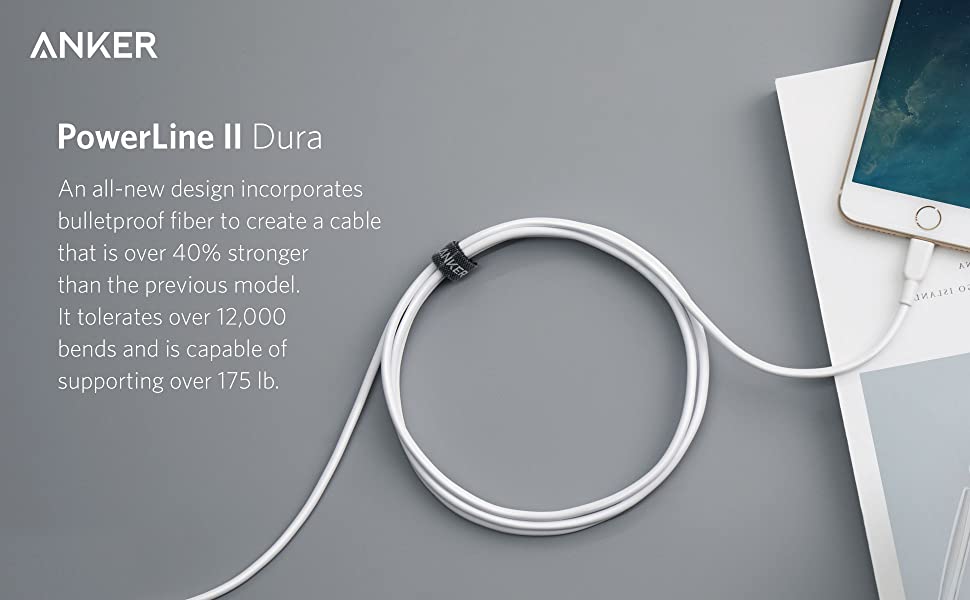 ANKER
PowerLine II Dura
An all-new design incorporates
bulletproof fiber to create a cable
that is over 40% stronger
than the previous model.
It tolerates over 12,000
bends and is capable of
supporting over 175 lb.
ANKER